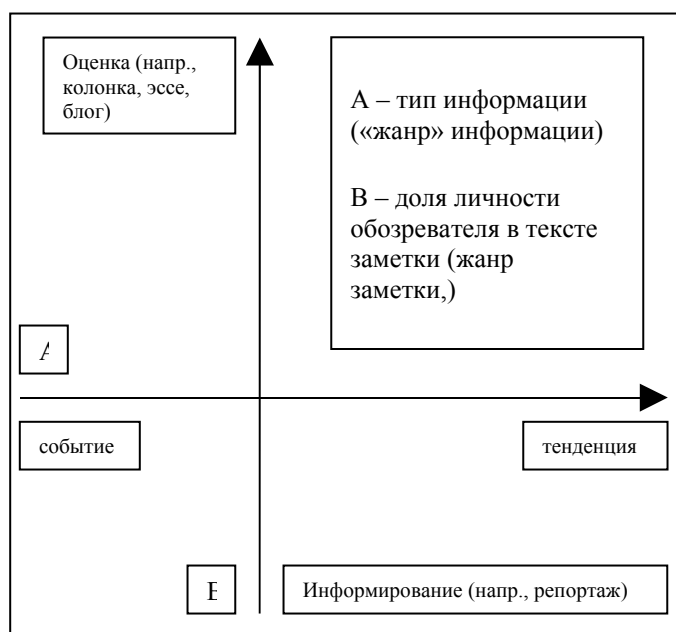 Оценка (напр.,
колонка, эссе,
блог)
А – тип информации
(«жанр» информации)
В – доля личности
обозревателя в тексте
заметки (жанр
заметки,)
А
событие
тенденция
В
Информирование (напр., репортаж)